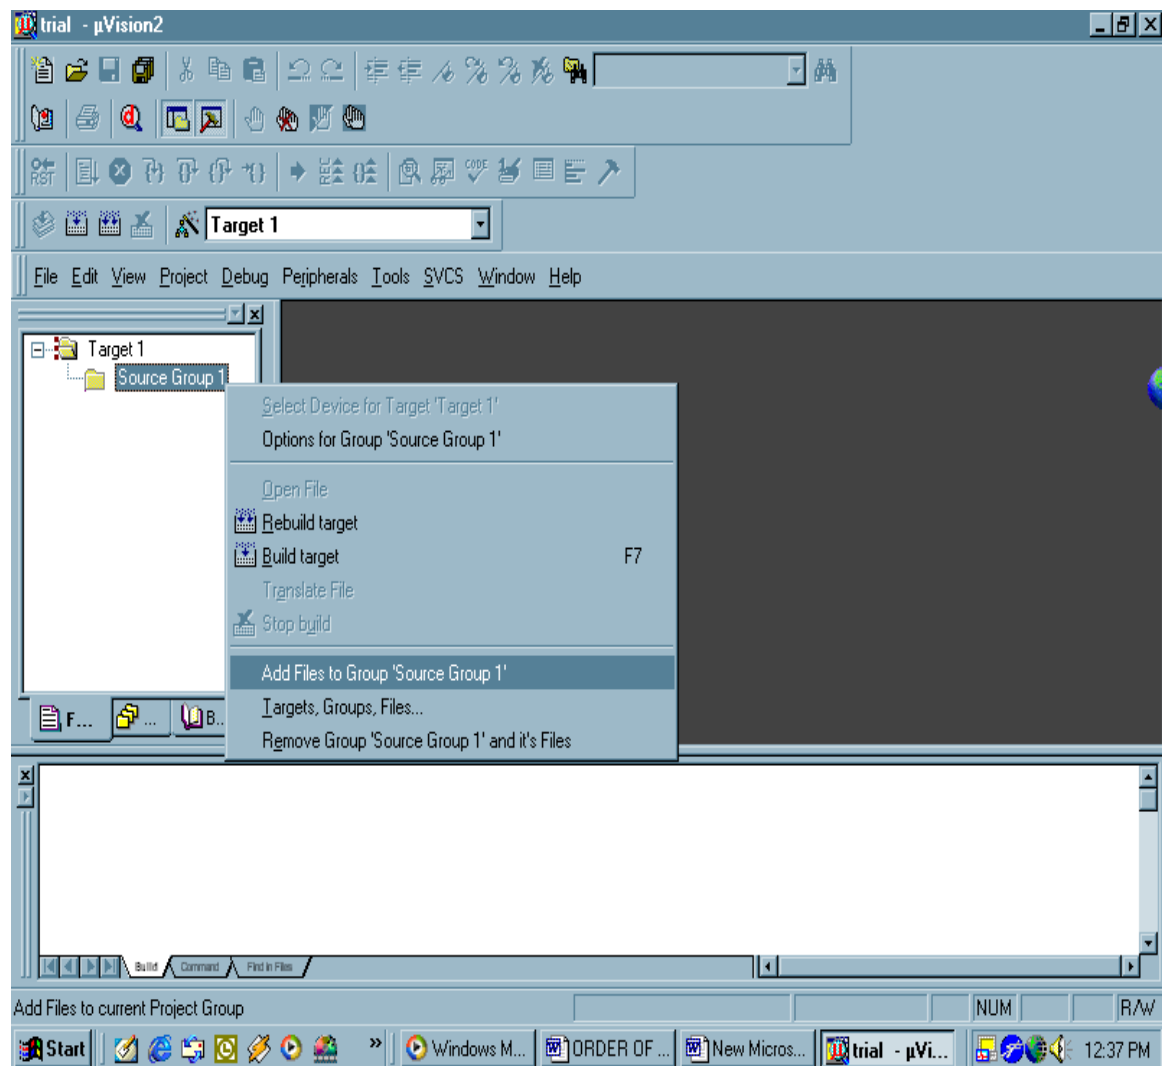 trial - µVision2
RST
CODE
Target 1
File Edit View Project Debug Peripherals Tools SVCS Window Help
Target 1
Source Group 1
Select Device for Target 'Target 1'
Options for Group 'Source Group 1'
Open File
Rebuild target
Build target F7
Translate File
Stop build
Add Files to Group 'Source Group 1'
Targets, Groups, Files...
Remove Group 'Source Group 1' and it's Files
F... ... B...
Build Command Find in Files
Add Files to current Project Group NUM R/W
Start » Windows M... ORDER OF ... New Micros... trial - µVi... 12:37 PM